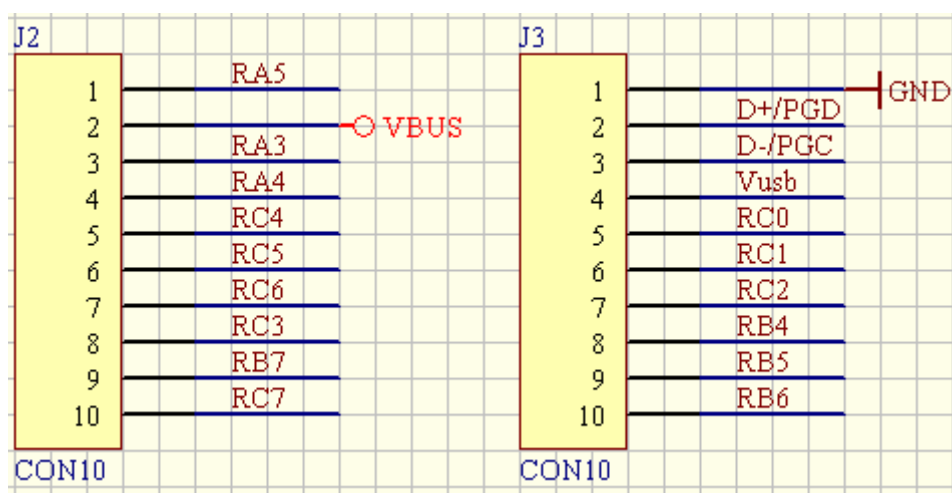 J2
1 RA5
2 VBUS
3 RA3
4 RA4
5 RC4
6 RC5
7 RC6
8 RC3
9 RB7
10 RC7
CON10
J3
1 GND
2 D+/PGD
3 D-/PGC
4 Vusb
5 RC0
6 RC1
7 RC2
8 RB4
9 RB5
10 RB6
CON10